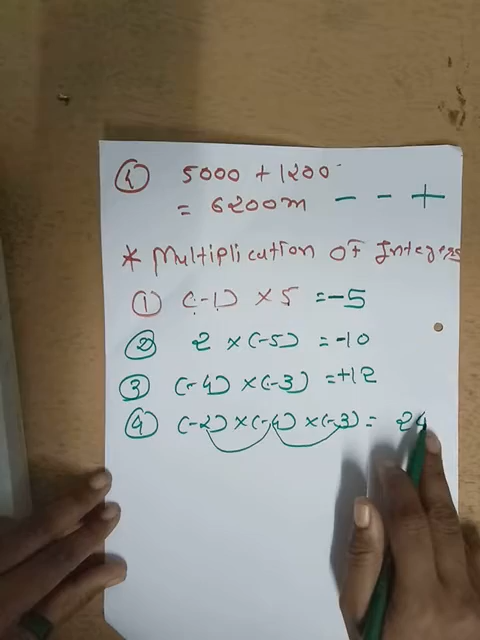 ④ 5000 + 1200
= 6200m - - +
* Multiplication of Integers
① (-1) × 5 = -5
② 2 × (-5) = -10
③ (-4) × (-3) = +12
④ (-2) × (-4) × (-3) = 24